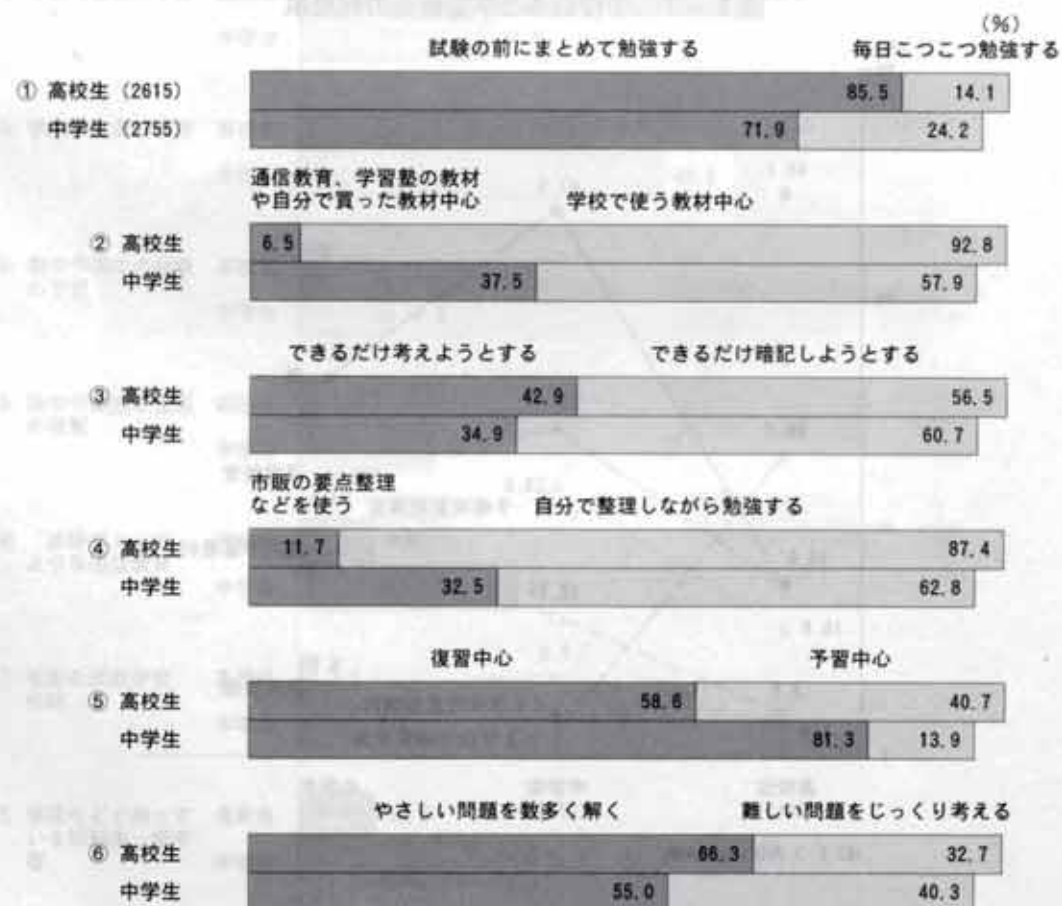 (%)
試験の前にまとめて勉強する 毎日こつこつ勉強する
① 高校生 (2615) 85.5 14.1
中学生 (2755) 71.9 24.2
通信教育、学習塾の教材
や自分で買った教材中心 学校で使う教材中心
② 高校生 6.5 92.8
中学生 37.5 57.9
できるだけ考えようとする できるだけ暗記しようとする
③ 高校生 42.9 56.5
中学生 34.9 60.7
市販の要点整理
などを使う 自分で整理しながら勉強する
④ 高校生 11.7 87.4
中学生 32.5 62.8
復習中心 予習中心
⑤ 高校生 58.6 40.7
中学生 81.3 13.9
やさしい問題を数多く解く 難しい問題をじっくり考える
⑥ 高校生 66.3 32.7
中学生 55.0 40.3